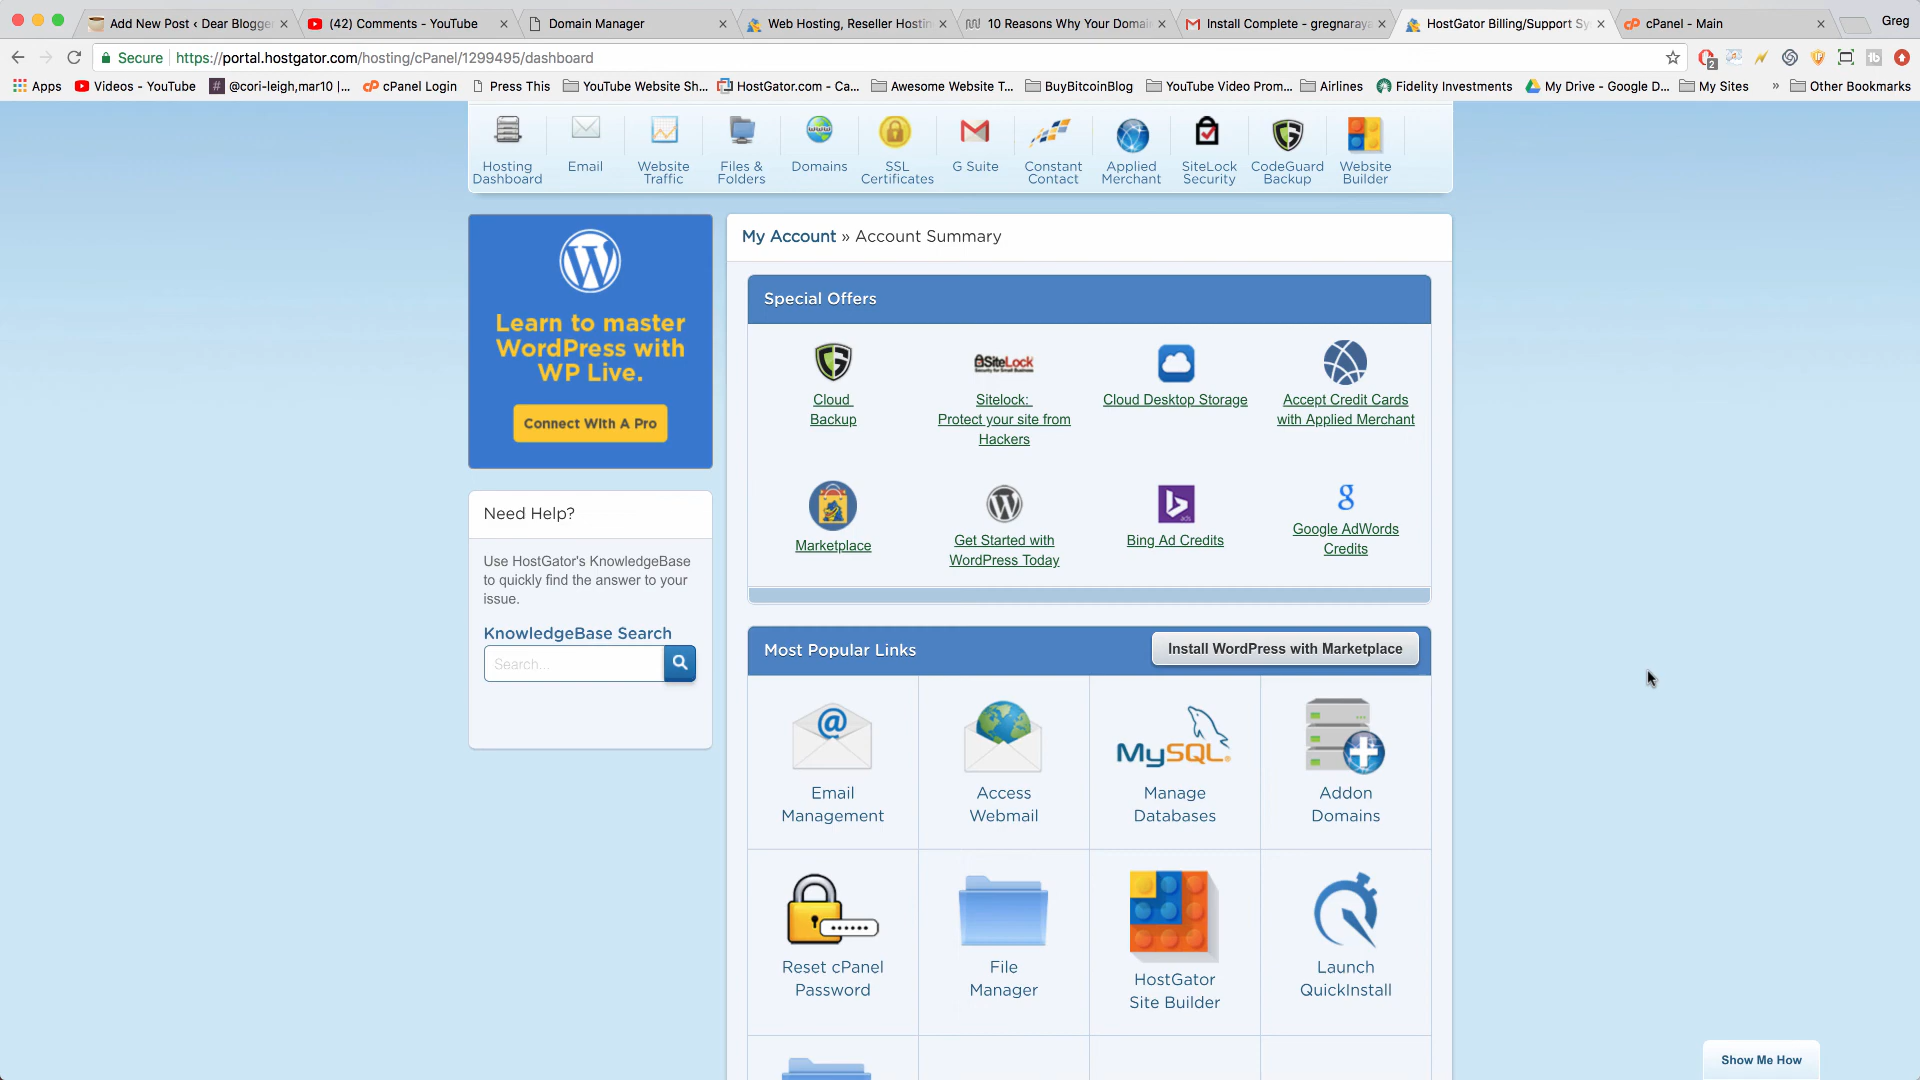 Add New Post ‹ Dear Blogge
(42) Comments - YouTube
Domain Manager
Web Hosting, Reseller Hostin
10 Reasons Why Your Domai
Install Complete - gregnaraya
HostGator Billing/Support Sy
cPanel - Main
Greg
Secure
https://portal.hostgator.com/hosting/cPanel/1299495/dashboard
2
Apps
Videos - YouTube
@cori-leigh,mar10 |...
cPanel Login
Press This
YouTube Website Sh...
HostGator.com - Ca...
Awesome Website T...
BuyBitcoinBlog
YouTube Video Prom...
Airlines
Fidelity Investments
My Drive - Google D...
My Sites
»
Other Bookmarks
Hosting
Dashboard
Email
Website
Traffic
Files &
Folders
Domains
SSL
Certificates
G Suite
Constant
Contact
Applied
Merchant
SiteLock
Security
CodeGuard
Backup
Website
Builder
Learn to master
WordPress with
WP Live.
Connect With A Pro
My Account » Account Summary
Special Offers
Cloud
Backup
SiteLock
Security for Small Business
Sitelock:
Protect your site from
Hackers
Cloud Desktop Storage
Accept Credit Cards
with Applied Merchant
Marketplace
Get Started with
WordPress Today
ads
Bing Ad Credits
Google AdWords
Credits
Need Help?
Use HostGator's KnowledgeBase
to quickly find the answer to your
issue.
KnowledgeBase Search
Search...
Most Popular Links
Install WordPress with Marketplace
Email
Management
Access
Webmail
MySQL
Manage
Databases
Addon
Domains
Reset cPanel
Password
File
Manager
HostGator
Site Builder
Launch
QuickInstall
Show Me How